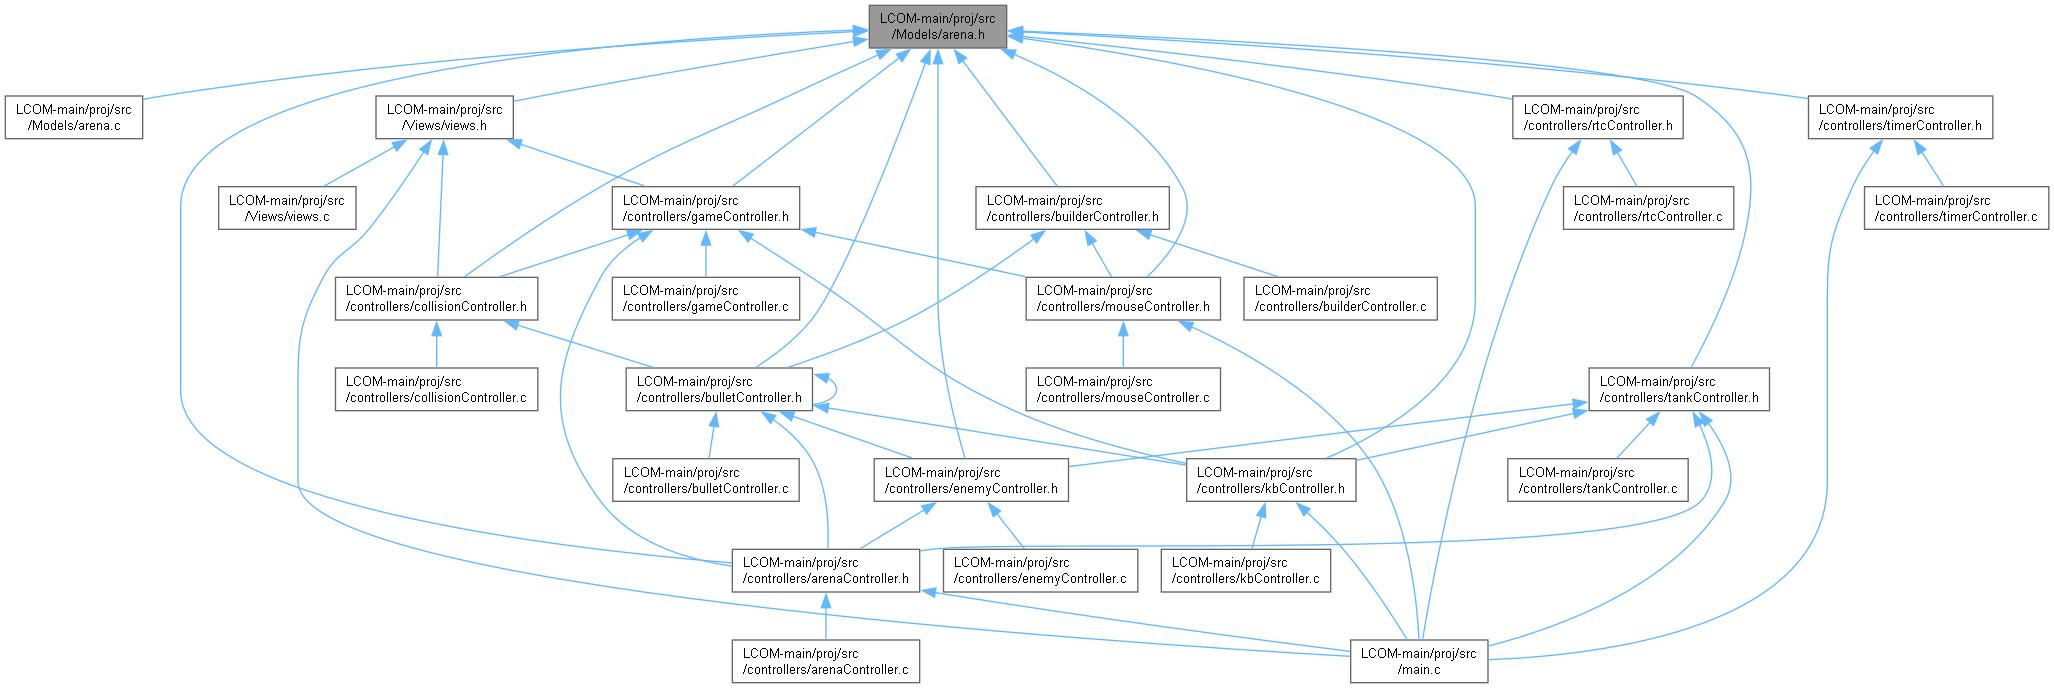 LCOM-main/proj/src
/Models/arena.h
LCOM-main/proj/src
/Models/arena.c
LCOM-main/proj/src
/Views/views.h
LCOM-main/proj/src
/controllers/rtcController.h
LCOM-main/proj/src
/controllers/timerController.h
LCOM-main/proj/src
/Views/views.c
LCOM-main/proj/src
/controllers/gameController.h
LCOM-main/proj/src
/controllers/builderController.h
LCOM-main/proj/src
/controllers/rtcController.c
LCOM-main/proj/src
/controllers/timerController.c
LCOM-main/proj/src
/controllers/collisionController.h
LCOM-main/proj/src
/controllers/gameController.c
LCOM-main/proj/src
/controllers/mouseController.h
LCOM-main/proj/src
/controllers/builderController.c
LCOM-main/proj/src
/controllers/collisionController.c
LCOM-main/proj/src
/controllers/bulletController.h
LCOM-main/proj/src
/controllers/mouseController.c
LCOM-main/proj/src
/controllers/tankController.h
LCOM-main/proj/src
/controllers/bulletController.c
LCOM-main/proj/src
/controllers/enemyController.h
LCOM-main/proj/src
/controllers/kbController.h
LCOM-main/proj/src
/controllers/tankController.c
LCOM-main/proj/src
/controllers/arenaController.h
LCOM-main/proj/src
/controllers/enemyController.c
LCOM-main/proj/src
/controllers/kbController.c
LCOM-main/proj/src
/controllers/arenaController.c
LCOM-main/proj/src
/main.c